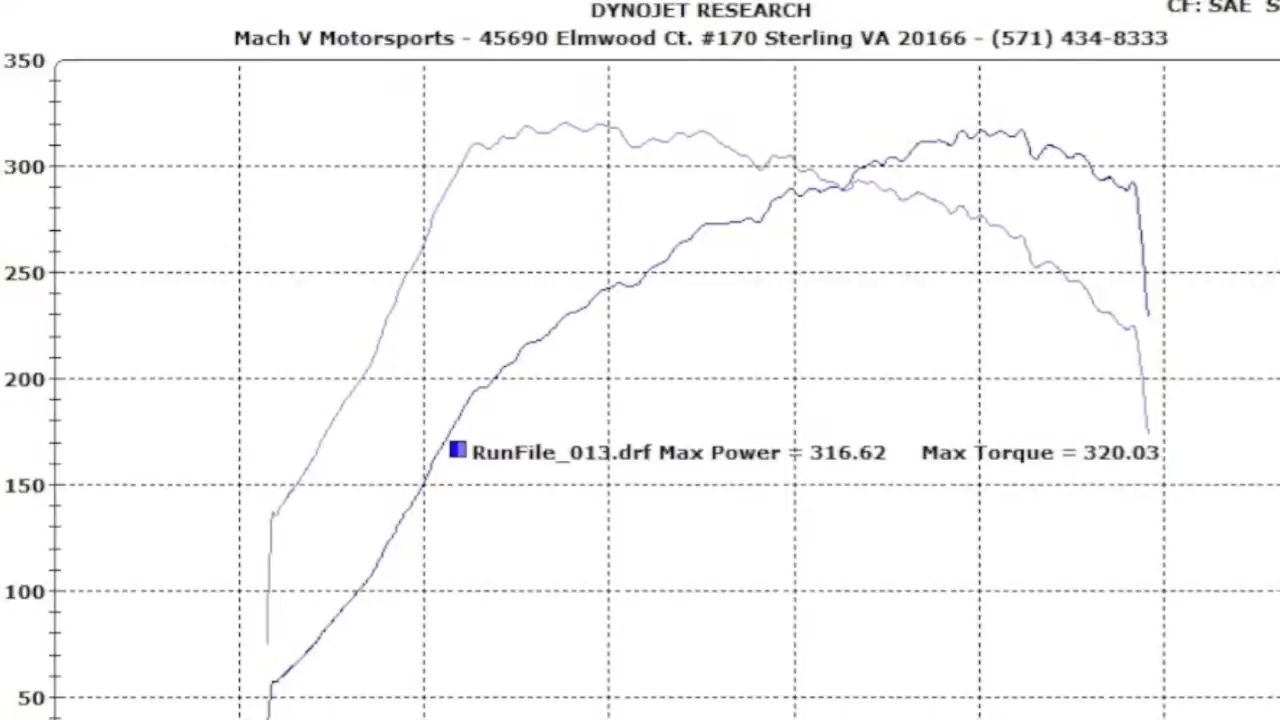 DYNOJET RESEARCH
CF: SAE S
Mach V Motorsports - 45690 Elmwood Ct. #170 Sterling VA 20166 - (571) 434-8333
350
300
250
200
RunFile_013.drf Max Power = 316.62 Max Torque = 320.03
150
100
50